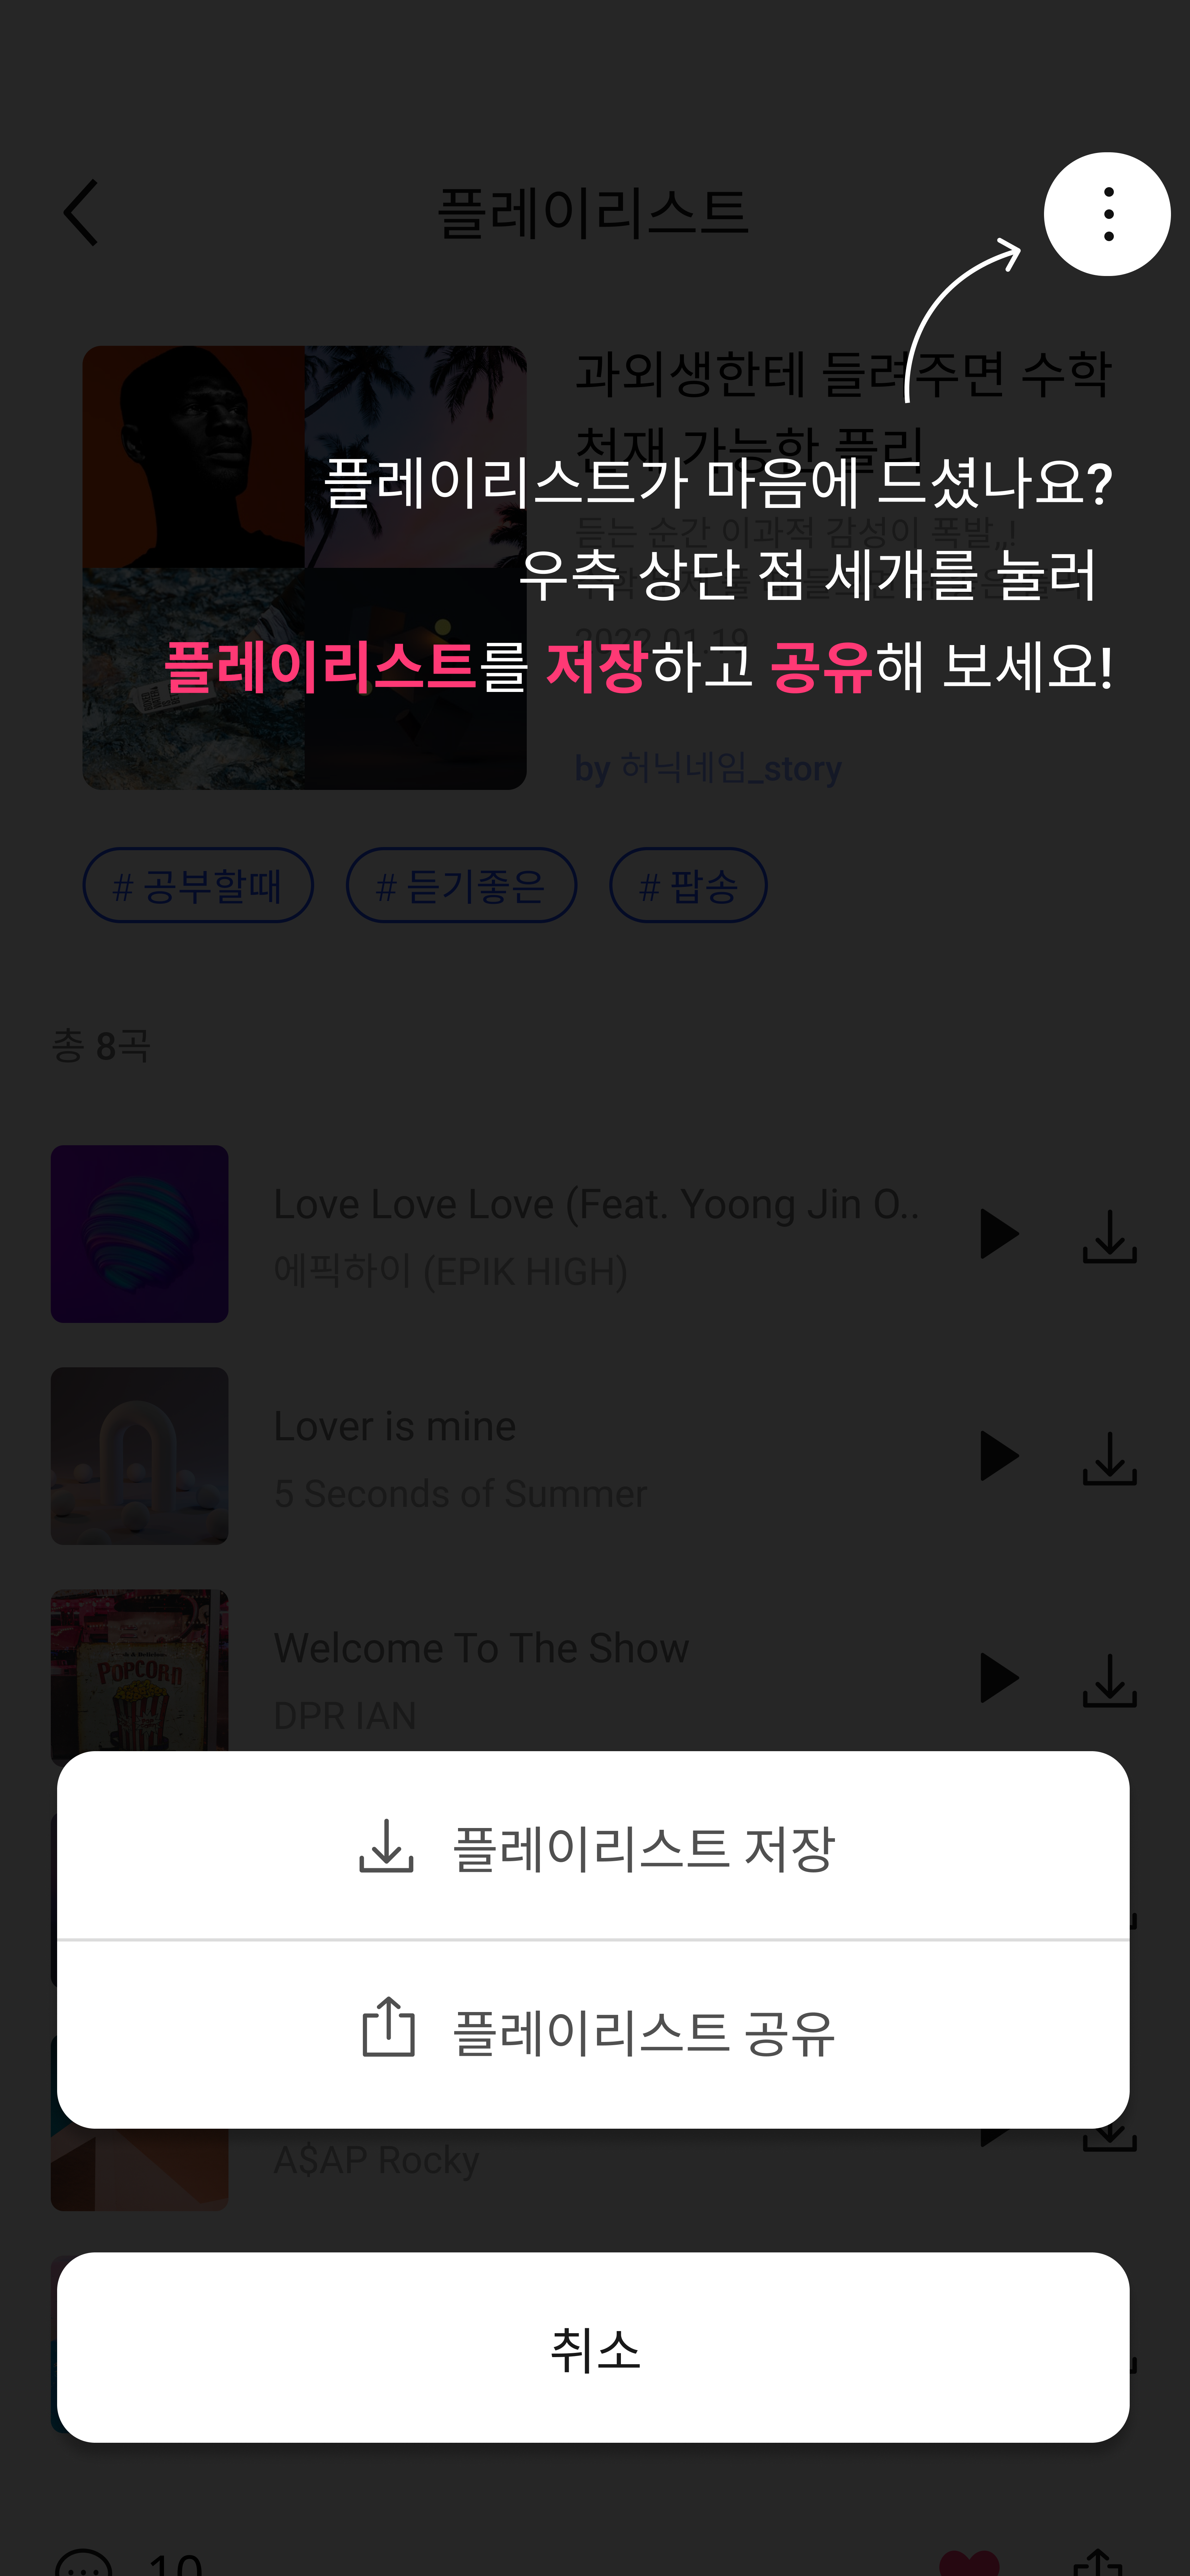 플레이리스트
과외생한테 들려주면 수학
천재 가능한 플리
플레이리스트가 마음에 드셨나요?
듣는 순간 이과적 감성이 폭발,,!
우측 상단 점 세개를 눌러
2022.01.19
플레이리스트를 저장하고 공유해 보세요!
by 허닉네임_story
# 공부할때
# 듣기좋은
# 팝송
총 8곡
Love Love Love (Feat. Yoong Jin O..
에픽하이 (EPIK HIGH)
Lover is mine
5 Seconds of Summer
POPCORN
Welcome To The Show
DPR IAN
플레이리스트 저장
플레이리스트 공유
A$AP Rocky
취소
10